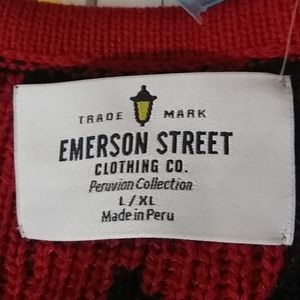 TRADE MARK
EMERSON STREET
CLOTHING CO.
Peruvian Collection
L/XL
Made in Peru